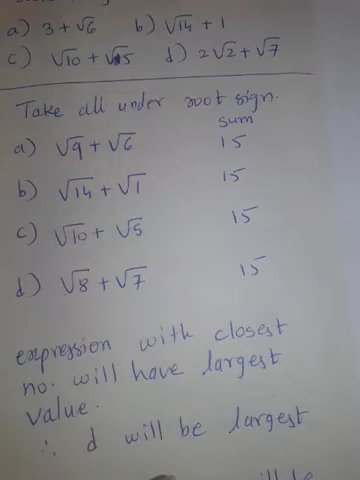 a) 3 + √6 b) √14 + 1
c) √10 + √5 d) 2√2 + √7
Take all under root sign.
sum
a) √9 + √6 15
b) √14 + √1 15
c) √10 + √5 15
d) √8 + √7 15
expression with closest
no. will have largest
value.
∴ d will be largest